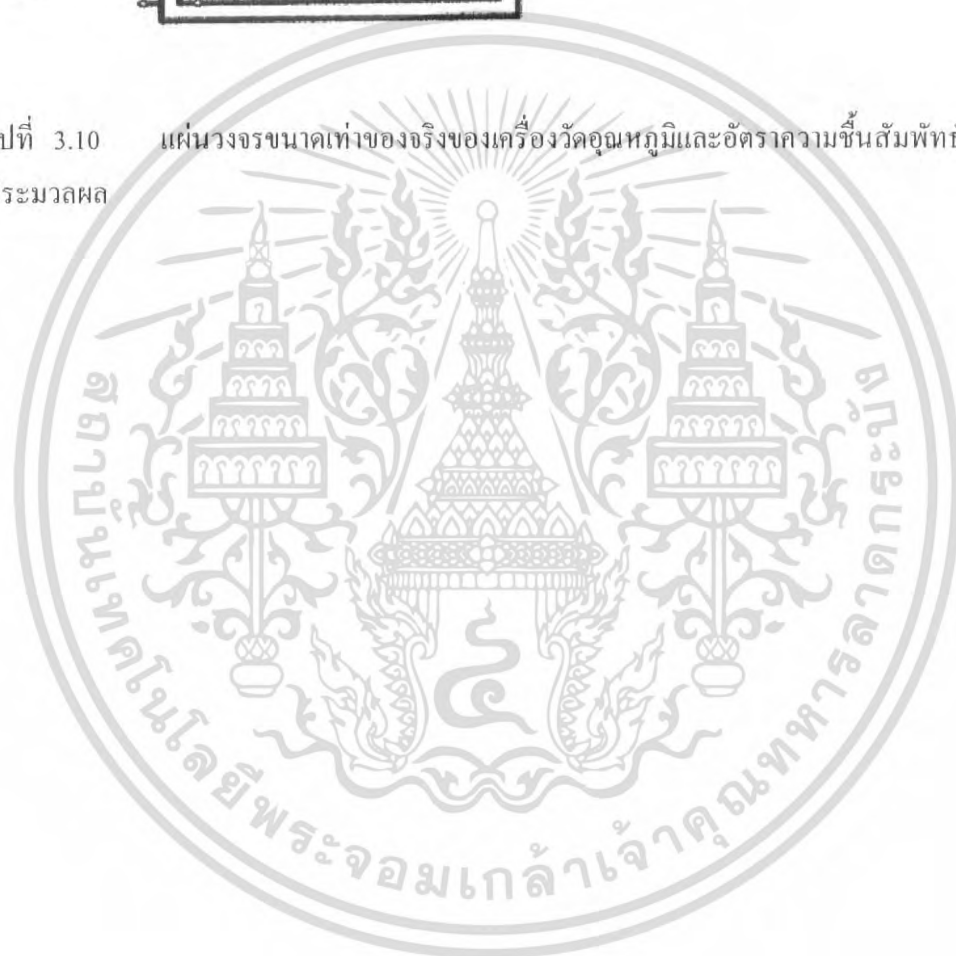 ปที่ 3.10 แผ่นวงจรขนาดเท่าของจริงของเครื่องวัดอุณหภูมิและอัตราความชื้นสัมพัทธ์
ระมวลผล
สถาบันเทคโนโลยีพระจอมเกล้าเจ้าคุณทหารลาดกระบัง
๔